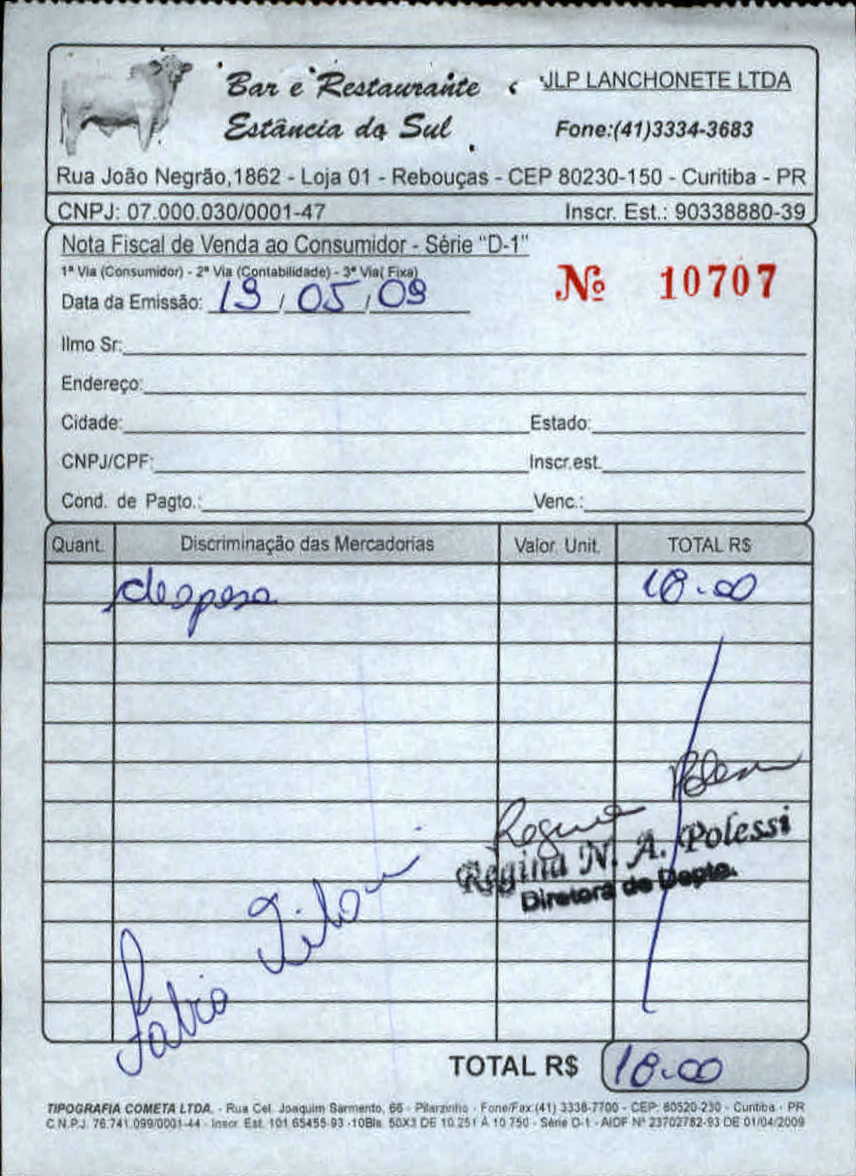 Bar e Restaurante
Estância do Sul
JLP LANCHONETE LTDA
Fone:(41)3334-3683
Rua João Negrão,1862 - Loja 01 - Rebouças - CEP 80230-150 - Curitiba - PR
CNPJ: 07.000.030/0001-47 Inscr. Est.: 90338880-39
Nota Fiscal de Venda ao Consumidor - Série "D-1"
1ª Via (Consumidor) - 2ª Via (Contabilidade) - 3ª Via( Fixa)
Nº 10707
Data da Emissão: 19 / 05 / 09
Ilmo Sr:
Endereço:
Cidade: Estado:
CNPJ/CPF: Inscr.est.
Cond. de Pagto.: Venc.:
Quant. Discriminação das Mercadorias Valor. Unit. TOTAL R$
despesa 18.00
Regina Polessi
Regina N. A. Polessi
Diretora de Depto.
Fabio
TOTAL R$ 18.00
TIPOGRAFIA COMETA LTDA. - Rua Cel. Joaquim Sarmento, 66 - Pilarzinho - Fone/Fax:(41) 3338-7700 - CEP: 80520-230 - Curitiba - PR
C.N.P.J. 76.741.099/0001-44 - Inscr. Est. 101.65455-93 -10Bls. 50X3 DE 10.251 A 10.750 - Série D-1 - AIDF Nº 23702782-93 DE 01/04/2009